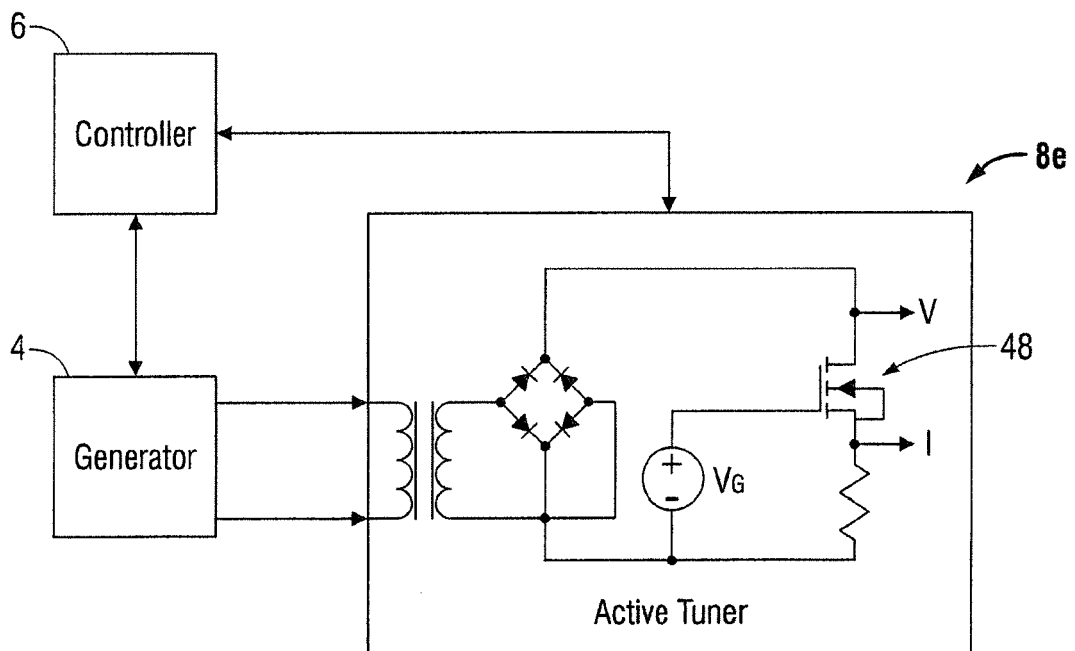 6
Controller
8e
4
Generator
V
48
+
-
VG
I
Active Tuner